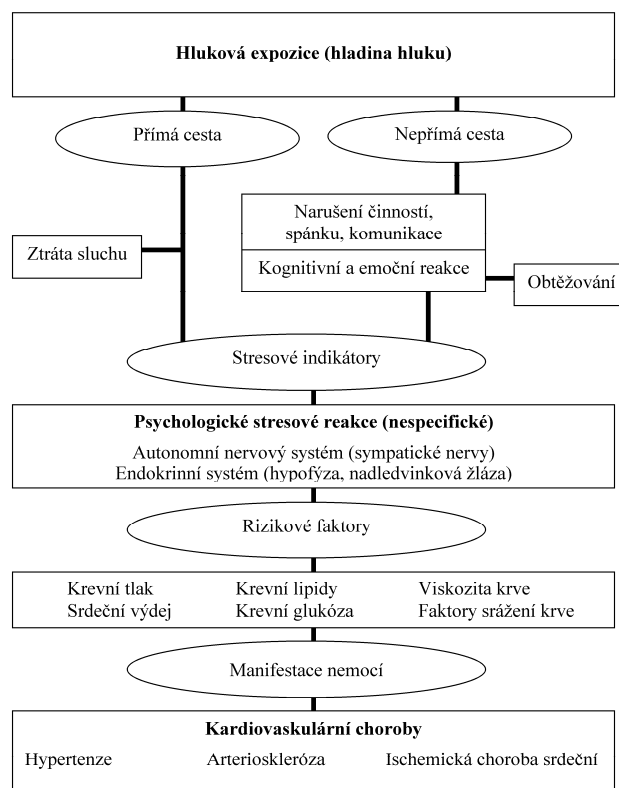 Hluková expozice (hladina hluku)
Přímá cesta
Nepřímá cesta
Narušení činností,
spánku, komunikace
Ztráta sluchu
Kognitivní a emoční reakce
Obtěžování
Stresové indikátory
Psychologické stresové reakce (nespecifické)
Autonomní nervový systém (sympatické nervy)
Endokrinní systém (hypofýza, nadledvinková žláza)
Rizikové faktory
Krevní tlak Krevní lipidy Viskozita krve
Srdeční výdej Krevní glukóza Faktory srážení krve
Manifestace nemocí
Kardiovaskulární choroby
Hypertenze Arterioskleróza Ischemická choroba srdeční